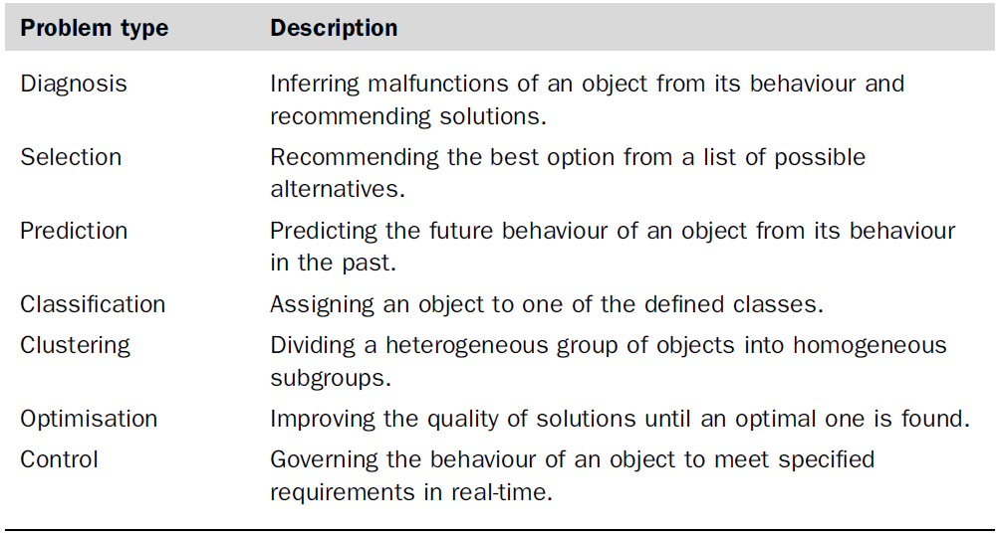 Problem type Description
Diagnosis Inferring malfunctions of an object from its behaviour and
recommending solutions.
Selection Recommending the best option from a list of possible
alternatives.
Prediction Predicting the future behaviour of an object from its behaviour
in the past.
Classification Assigning an object to one of the defined classes.
Clustering Dividing a heterogeneous group of objects into homogeneous
subgroups.
Optimisation Improving the quality of solutions until an optimal one is found.
Control Governing the behaviour of an object to meet specified
requirements in real-time.